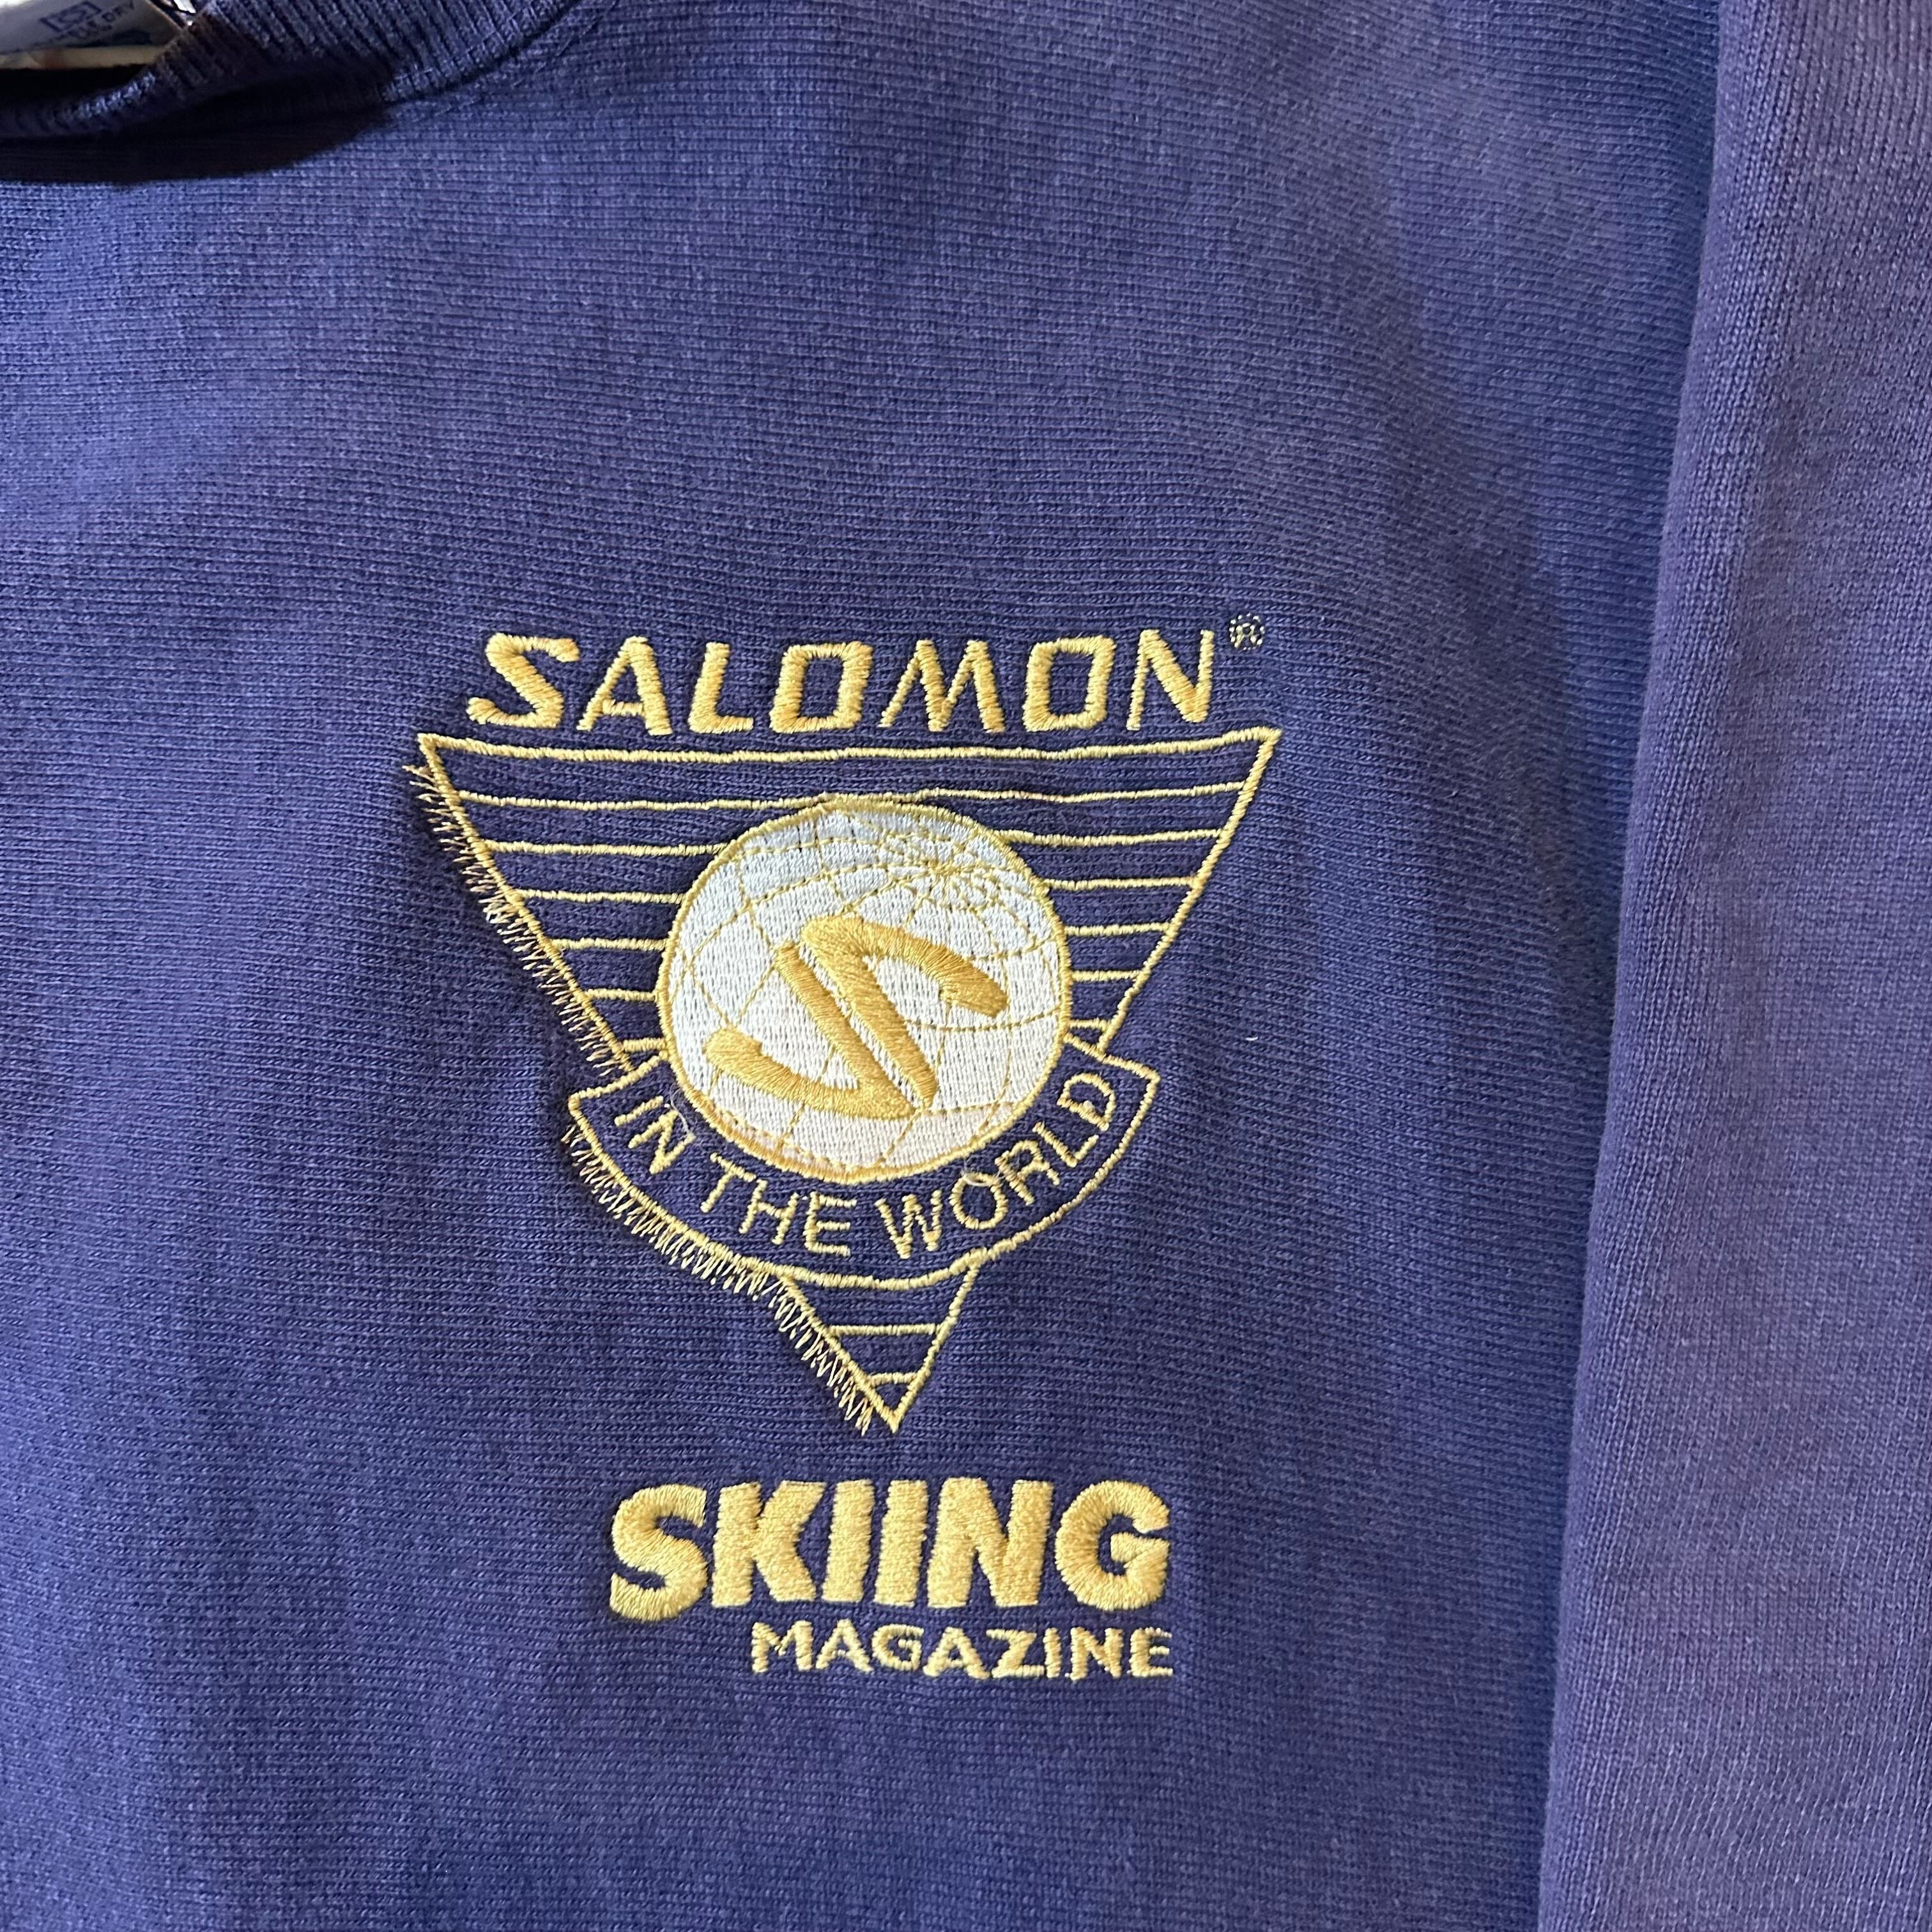 SALOMON®
IN THE WORLD
SKIING
MAGAZINE